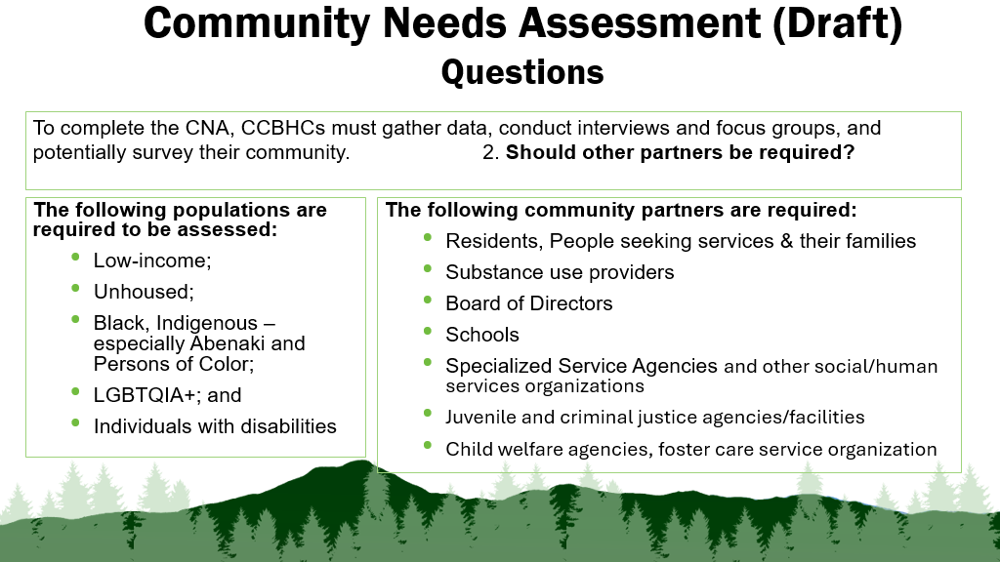 Community Needs Assessment (Draft)
Questions
To complete the CNA, CCBHCs must gather data, conduct interviews and focus groups, and
potentially survey their community. 2. Should other partners be required?
The following populations are
required to be assessed:
Low-income;
Unhoused;
Black, Indigenous –
especially Abenaki and
Persons of Color;
LGBTQIA+; and
Individuals with disabilities
The following community partners are required:
Residents, People seeking services & their families
Substance use providers
Board of Directors
Schools
Specialized Service Agencies and other social/human
services organizations
Juvenile and criminal justice agencies/facilities
Child welfare agencies, foster care service organization